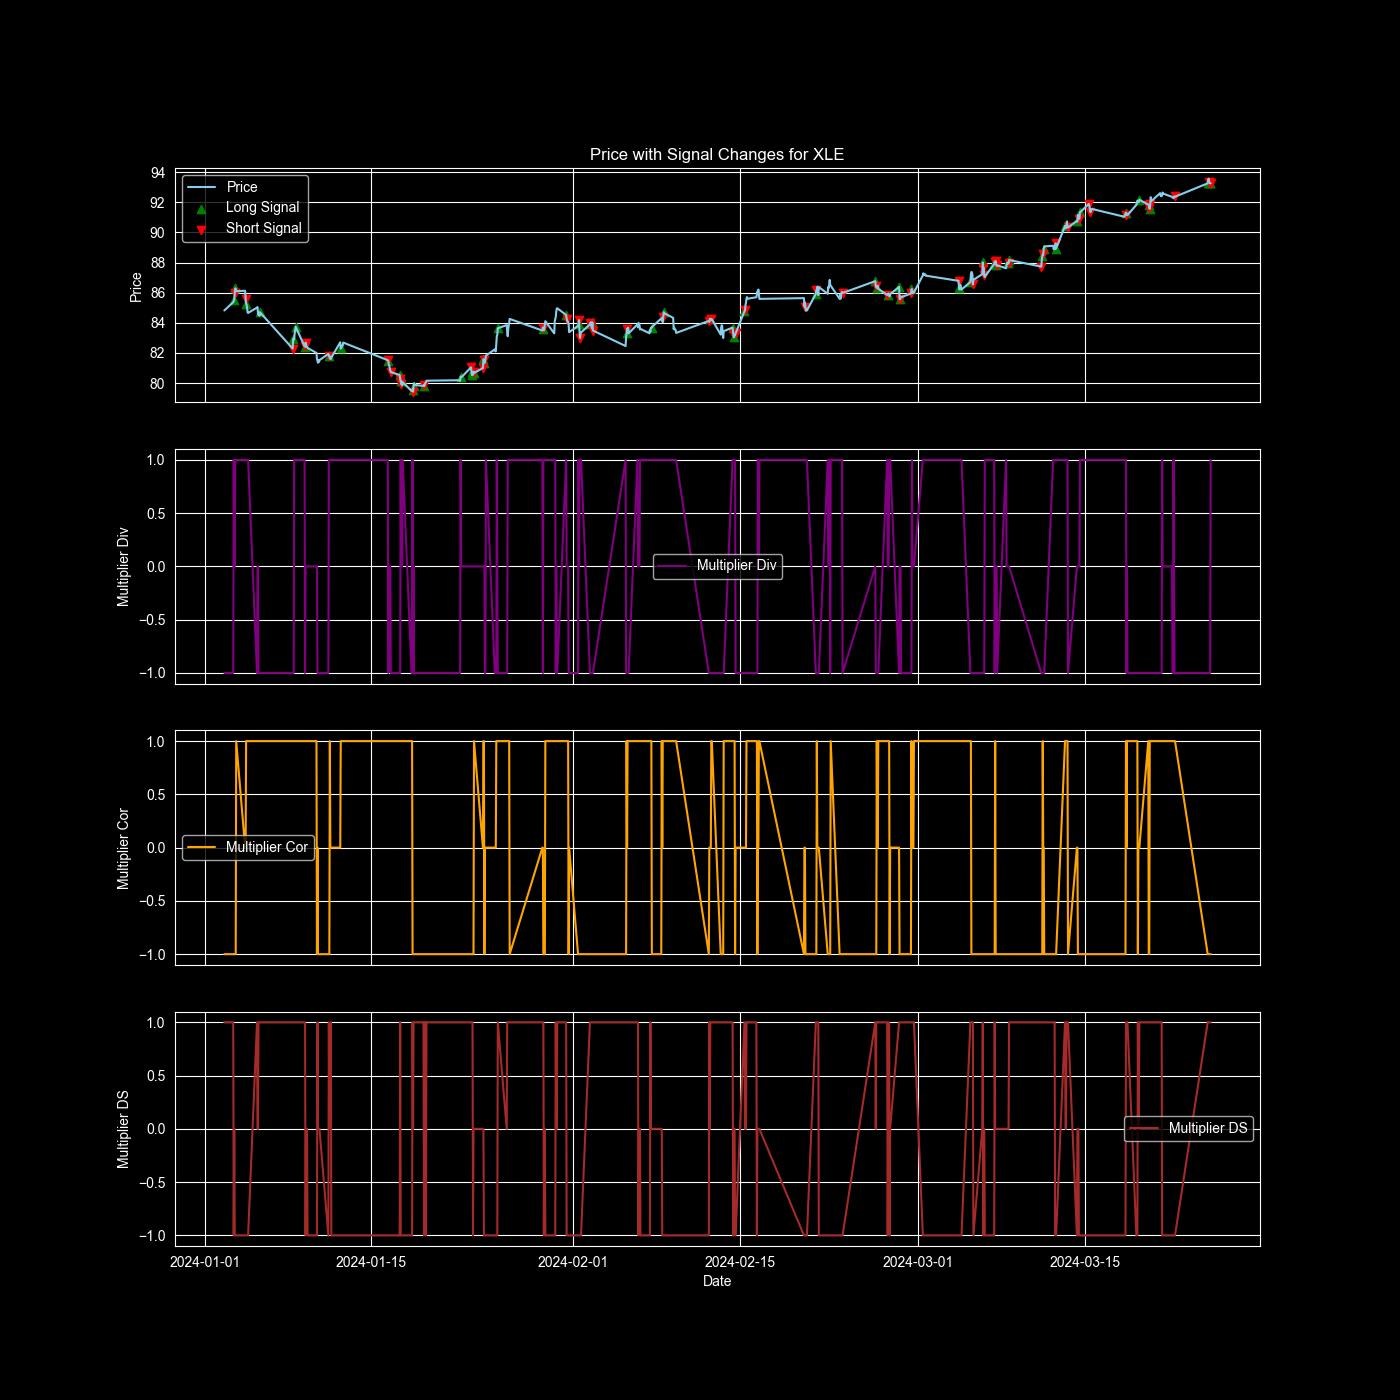 Price with Signal Changes for XLE
94
92
90
88
86
84
82
80
Price
Price
Long Signal
Short Signal
1.0
0.5
0.0
−0.5
−1.0
Multiplier Div
Multiplier Div
1.0
0.5
0.0
−0.5
−1.0
Multiplier Cor
Multiplier Cor
1.0
0.5
0.0
−0.5
−1.0
Multiplier DS
Multiplier DS
2024-01-01 2024-01-15 2024-02-01 2024-02-15 2024-03-01 2024-03-15
Date